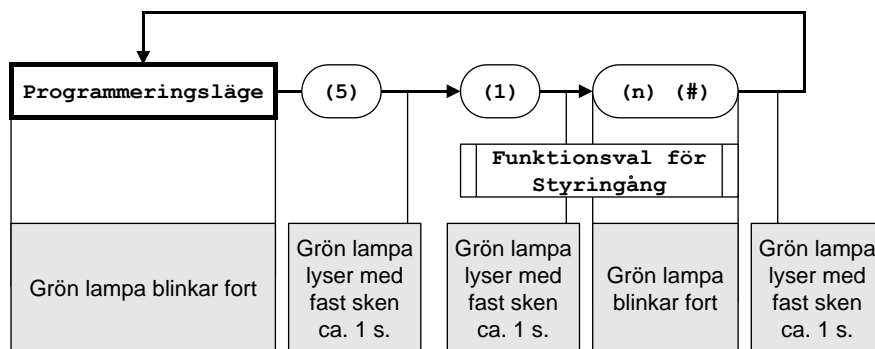 Programmeringsläge
(5)
(1)
(n) (#)
Funktionsval för
Styringång
Grön lampa blinkar fort
Grön lampa
lyser med
fast sken
ca. 1 s.
Grön lampa
lyser med
fast sken
ca. 1 s.
Grön lampa
blinkar fort
Grön lampa
lyser med
fast sken
ca. 1 s.